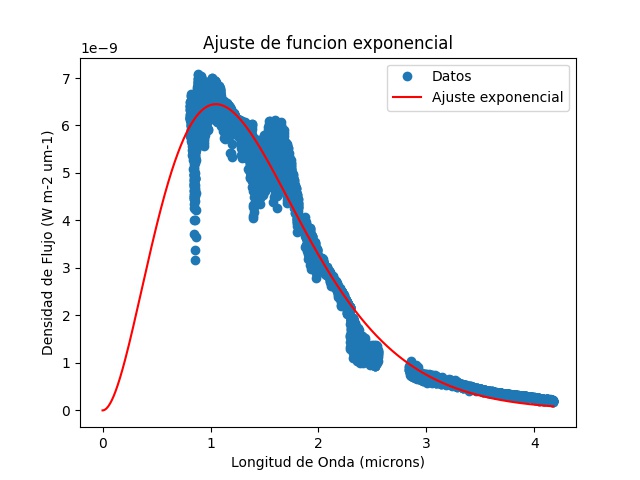 Ajuste de funcion exponencial
1e−9
Datos
Ajuste exponencial
7
6
5
4
3
2
1
0
Densidad de Flujo (W m-2 um-1)
0 1 2 3 4
Longitud de Onda (microns)